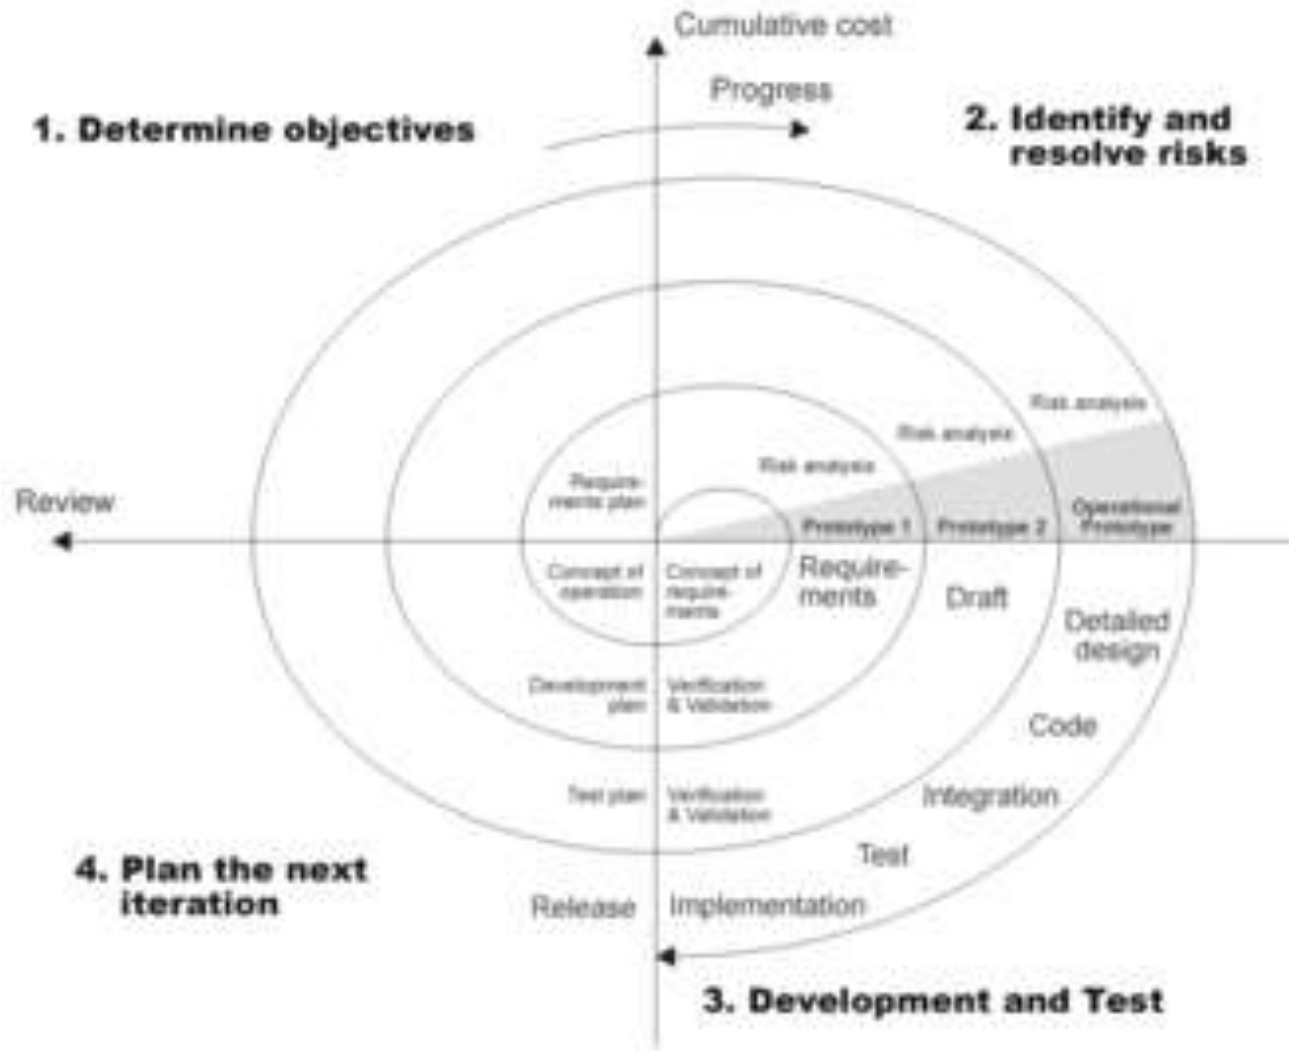 Cumulative cost
Progress
1. Determine objectives
2. Identify and
resolve risks
Risk analysis
Risk analysis
Risk analysis
Require-
ments plan
Review
Operational
Prototype
Prototype 1
Prototype 2
Concept of
operation
Concept of
require-
ments
Require-
ments
Draft
Detailed
design
Development
plan
Verification
& Validation
Code
Test plan
Verification
& Validation
Integration
Test
4. Plan the next
iteration
Release
Implementation
3. Development and Test